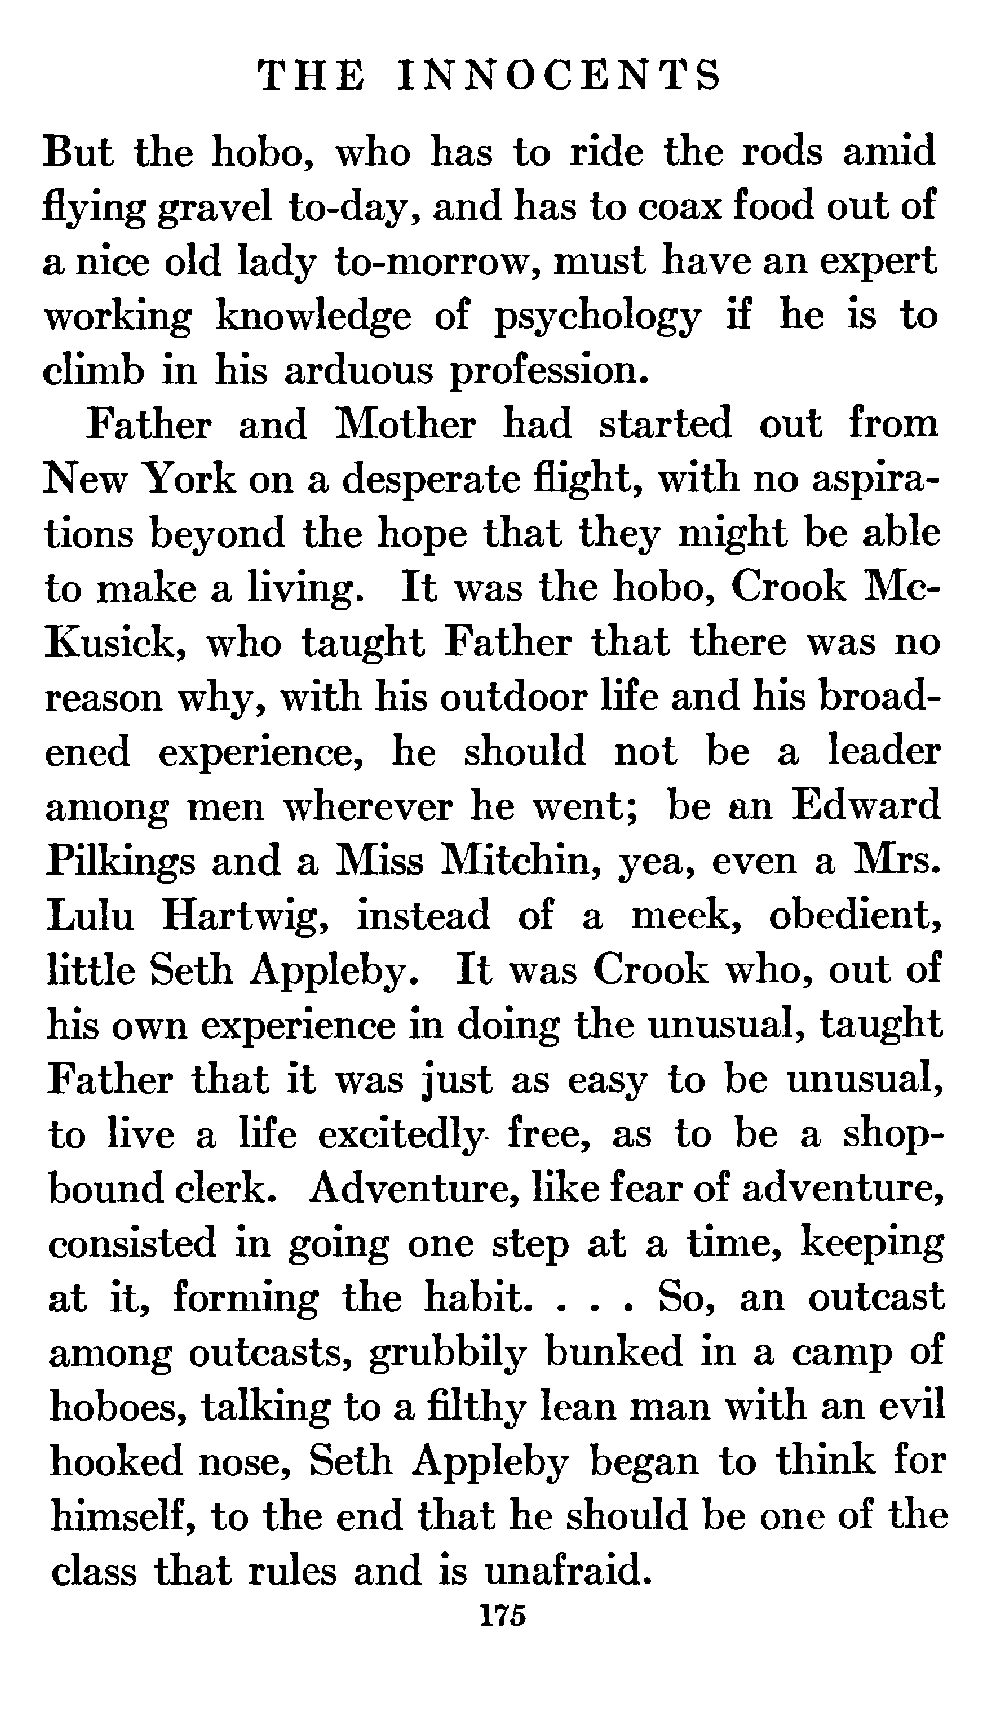 THE INNOCENTS
But the hobo, who has to ride the rods amid
flying gravel to-day, and has to coax food out of
a nice old lady to-morrow, must have an expert
working knowledge of psychology if he is to
climb in his arduous profession.
Father and Mother had started out from
New York on a desperate flight, with no aspira-
tions beyond the hope that they might be able
to make a living. It was the hobo, Crook Mc-
Kusick, who taught Father that there was no
reason why, with his outdoor life and his broad-
ened experience, he should not be a leader
among men wherever he went; be an Edward
Pilkings and a Miss Mitchin, yea, even a Mrs.
Lulu Hartwig, instead of a meek, obedient,
little Seth Appleby. It was Crook who, out of
his own experience in doing the unusual, taught
Father that it was just as easy to be unusual,
to live a life excitedly free, as to be a shop-
bound clerk. Adventure, like fear of adventure,
consisted in going one step at a time, keeping
at it, forming the habit. . . . So, an outcast
among outcasts, grubbily bunked in a camp of
hoboes, talking to a filthy lean man with an evil
hooked nose, Seth Appleby began to think for
himself, to the end that he should be one of the
class that rules and is unafraid.
175